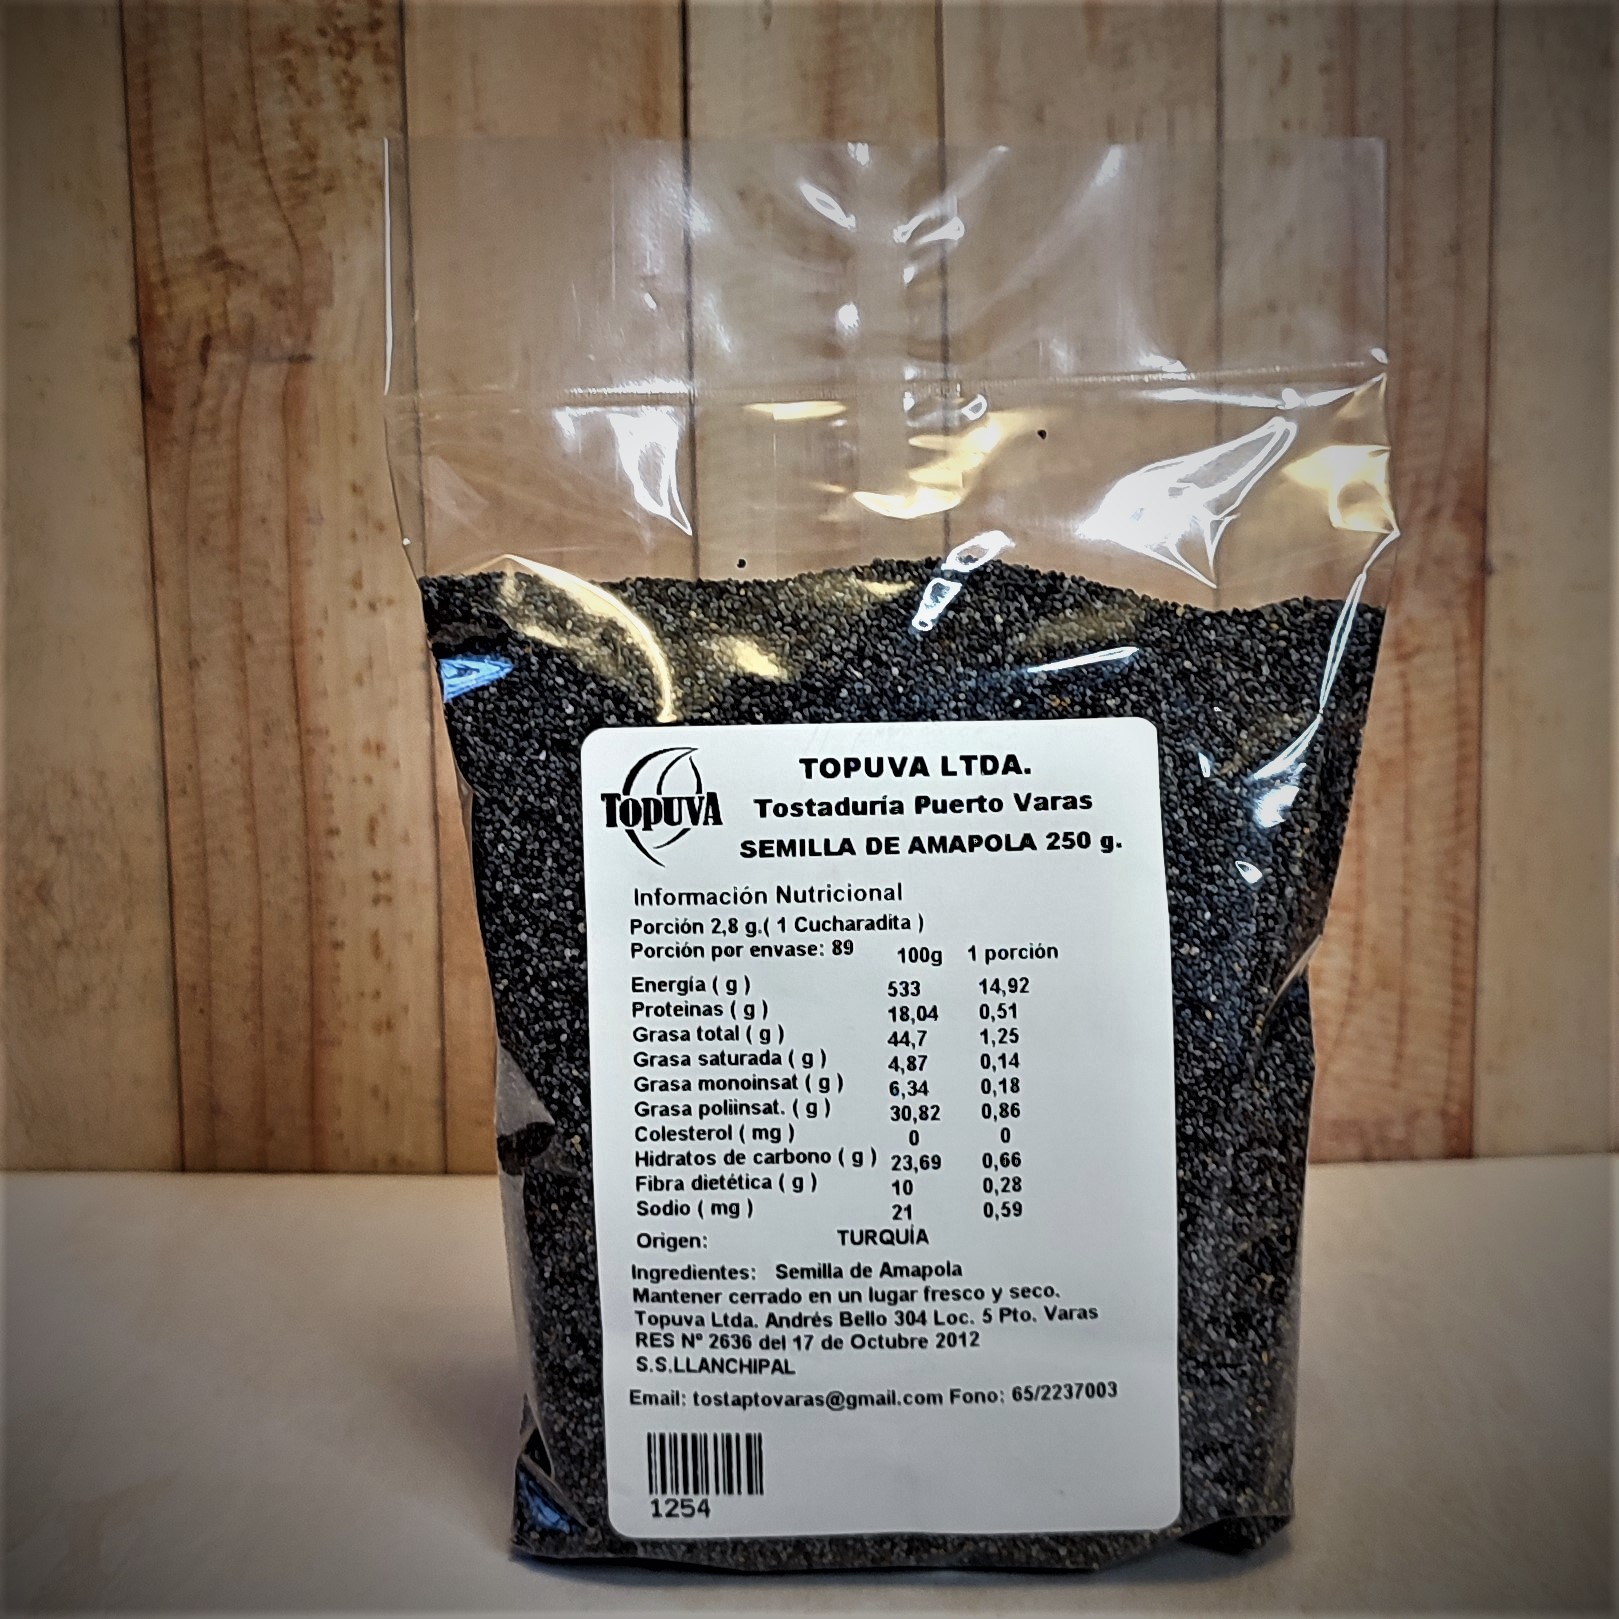 TOPUVA
TOPUVA LTDA.
Tostaduría Puerto Varas
SEMILLA DE AMAPOLA 250 g.
Información Nutricional
Porción 2,8 g.( 1 Cucharadita )
Porción por envase: 89
100g 1 porción
Energía ( g ) 533 14,92
Proteinas ( g ) 18,04 0,51
Grasa total ( g ) 44,7 1,25
Grasa saturada ( g ) 4,87 0,14
Grasa monoinsat ( g ) 6,34 0,18
Grasa poliinsat. ( g ) 30,82 0,86
Colesterol ( mg ) 0 0
Hidratos de carbono ( g ) 23,69 0,66
Fibra dietética ( g ) 10 0,28
Sodio ( mg ) 21 0,59
Origen: TURQUÍA
Ingredientes: Semilla de Amapola
Mantener cerrado en un lugar fresco y seco.
Topuva Ltda. Andrés Bello 304 Loc. 5 Pto. Varas
RES Nº 2636 del 17 de Octubre 2012
S.S.LLANCHIPAL
Email: tostaptovaras@gmail.com Fono: 65/2237003
1254